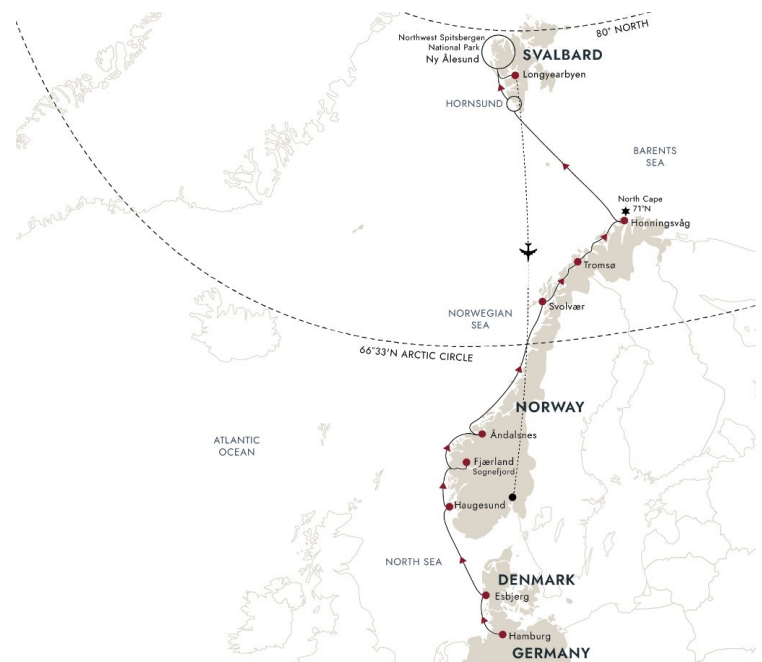 80° NORTH
Northwest Spitsbergen
National Park
Ny Ålesund
SVALBARD
Longyearbyen
HORNSUND
BARENTS
SEA
North Cape
71°N
Honningsvåg
Tromsø
Svolvær
NORWEGIAN
SEA
66°33'N ARCTIC CIRCLE
NORWAY
Åndalsnes
ATLANTIC
OCEAN
Fjærland
Sognefjord
Haugesund
NORTH SEA
DENMARK
Esbjerg
Hamburg
GERMANY